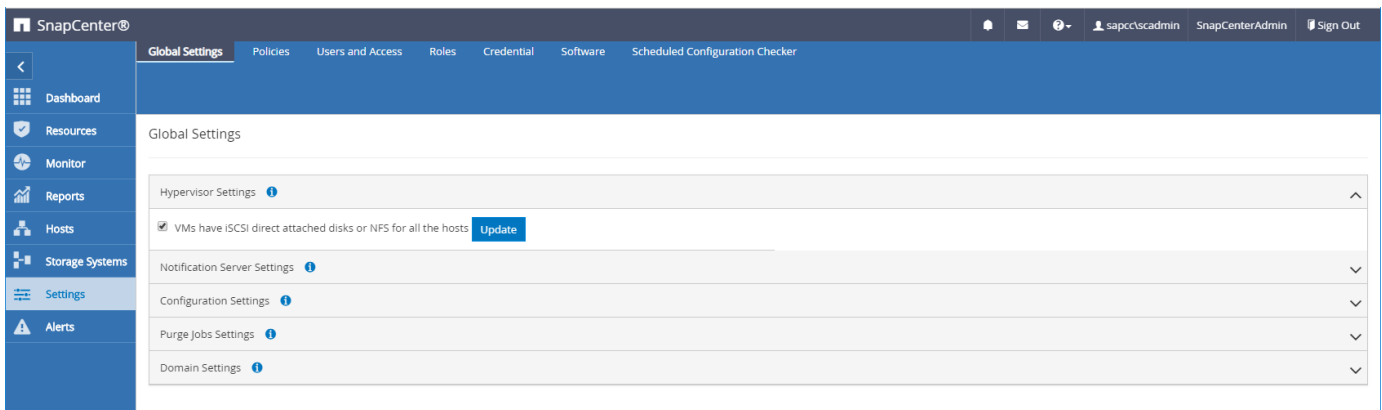 SnapCenter®
sapcc\scadmin SnapCenterAdmin Sign Out
Global Settings Policies Users and Access Roles Credential Software Scheduled Configuration Checker
Dashboard
Resources
Monitor
Reports
Hosts
Storage Systems
Settings
Alerts
Global Settings
Hypervisor Settings
VMs have iSCSI direct attached disks or NFS for all the hosts Update
Notification Server Settings
Configuration Settings
Purge Jobs Settings
Domain Settings